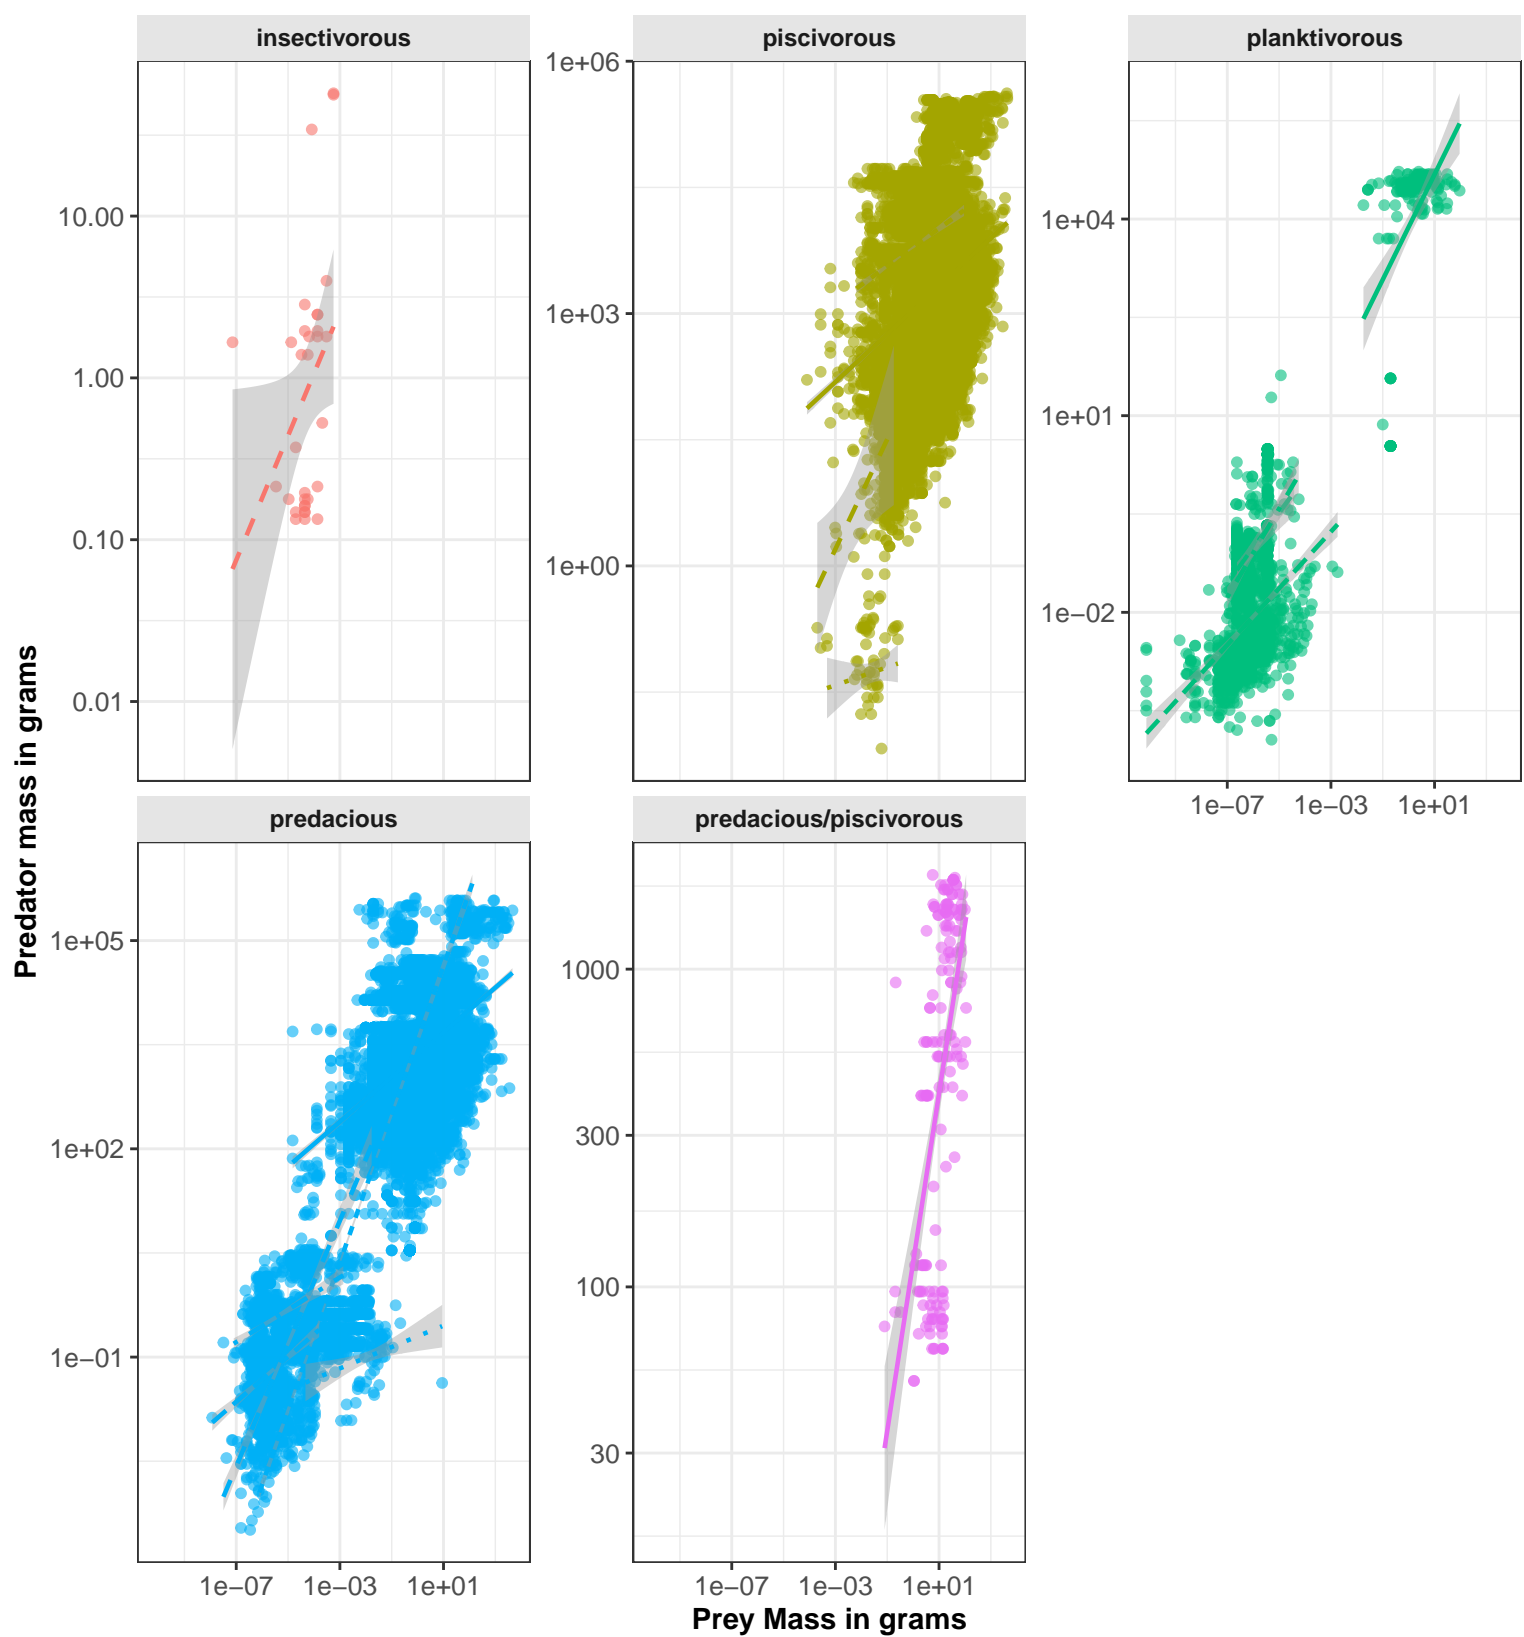 insectivorous
piscivorous
planktivorous
10.00
1.00
0.10
0.01
1e+06
1e+03
1e+00
1e+04
1e+01
1e−02
1e−07 1e−03 1e+01
predacious
predacious/piscivorous
1e+05
1e+02
1e−01
1000
300
100
30
1e−07 1e−03 1e+01
1e−07 1e−03 1e+01
Predator mass in grams
Prey Mass in grams